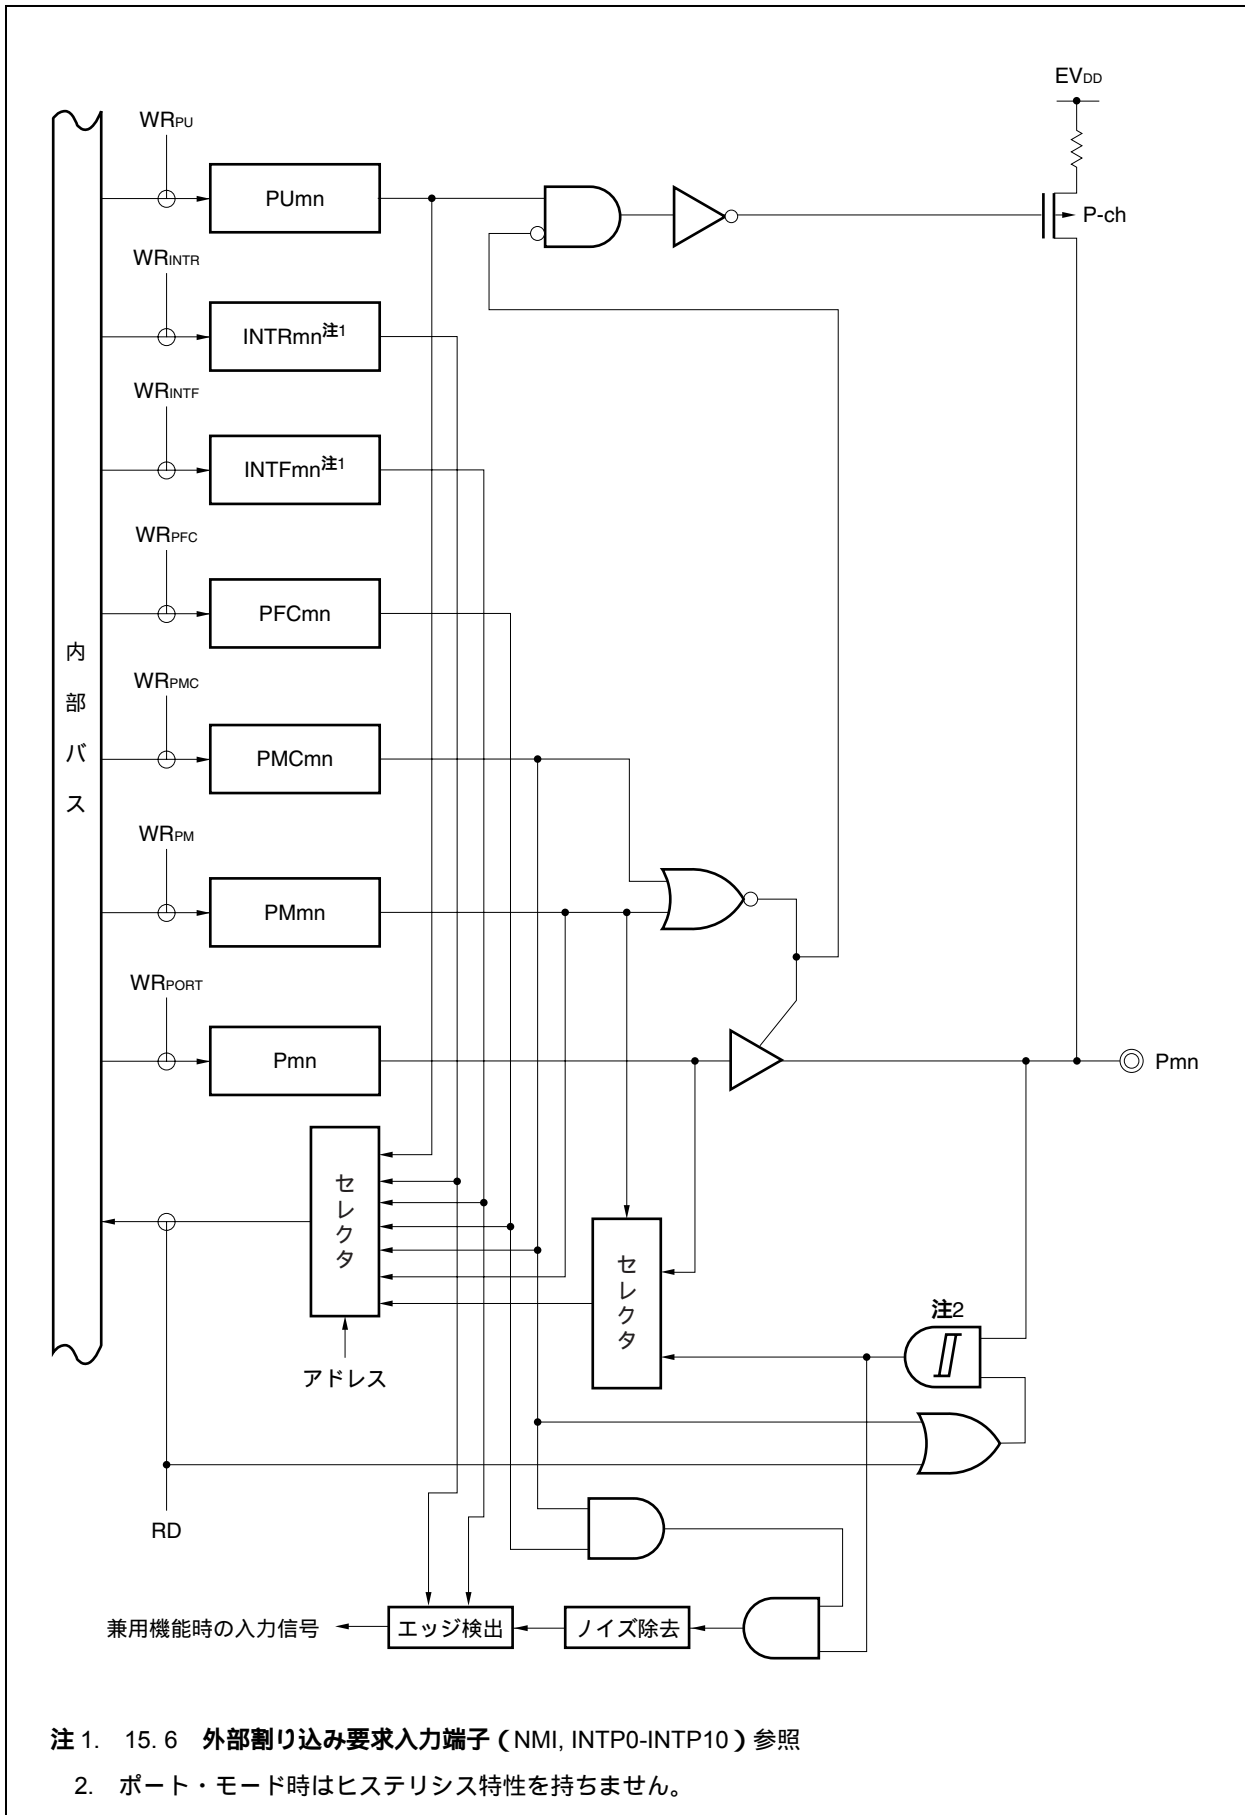 EVDD
WRPU
PUmn
P-ch
WRINTR
INTRmn注1
WRINTF
INTFmn注1
WRPFC
PFCmn
内部バス
WRPMC
PMCmn
WRPM
PMmn
WRPORT
Pmn
Pmn
セレクタ
セレクタ
注2
アドレス
RD
兼用機能時の入力信号
エッジ検出
ノイズ除去
注1. 15. 6 外部割り込み要求入力端子(NMI, INTP0-INTP10)参照
2. ポート・モード時はヒステリシス特性を持ちません。